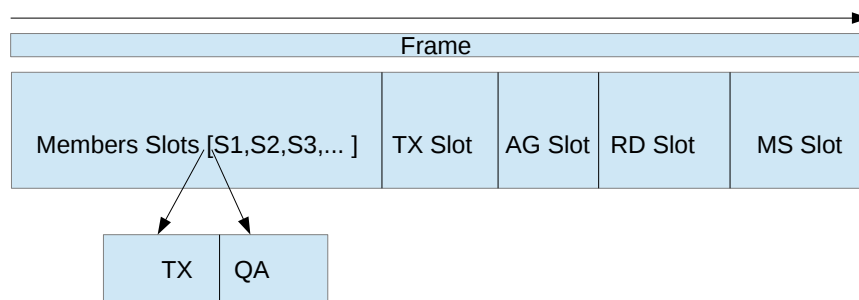 Frame
Members Slots [S1,S2,S3,... ] TX Slot AG Slot RD Slot MS Slot
TX QA